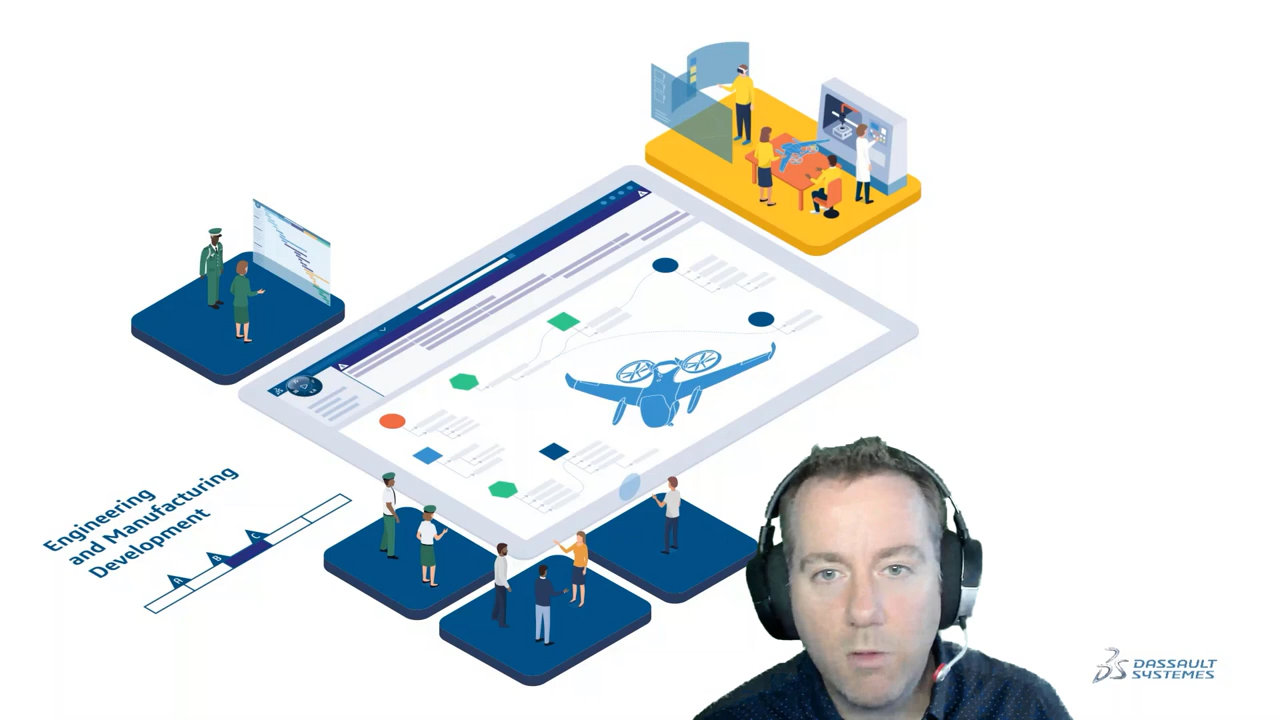 Engineering
and Manufacturing
Development
A
B
C
DASSAULT
SYSTEMES